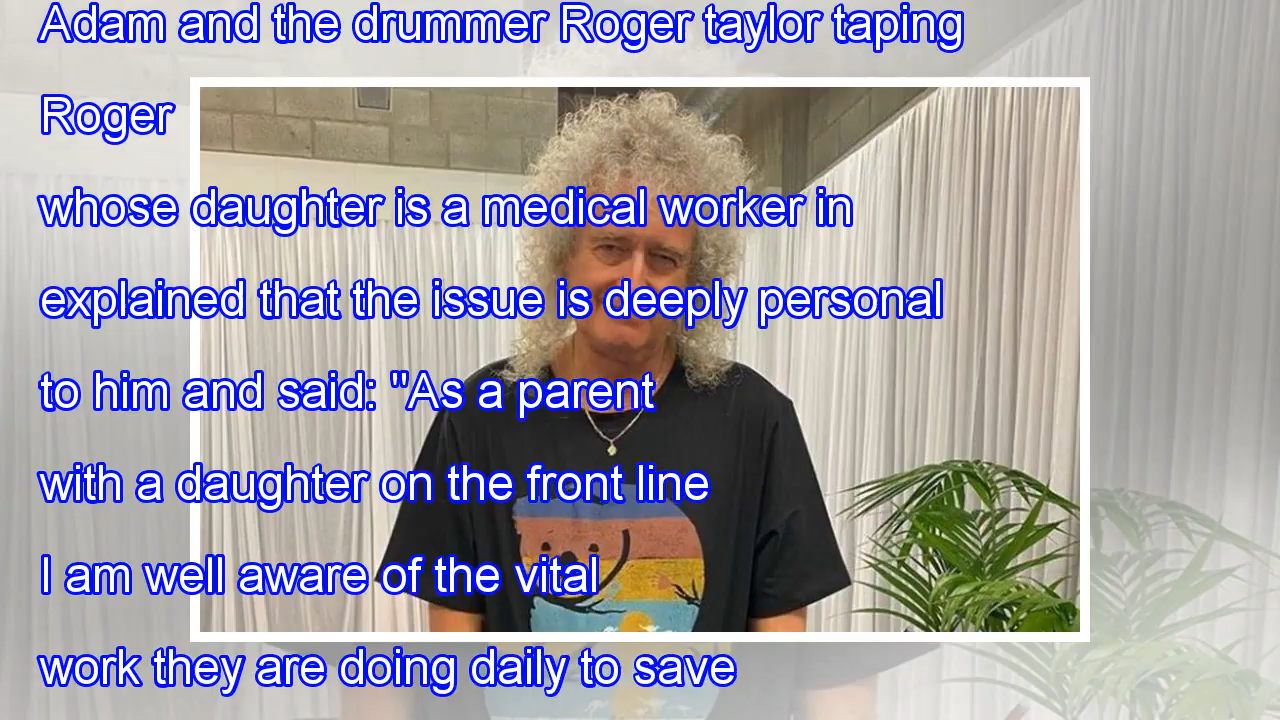 Adam and the drummer Roger taylor taping
Roger
whose daughter is a medical worker in
explained that the issue is deeply personal
to him and said: "As a parent
with a daughter on the front line
I am well aware of the vital
work they are doing daily to save